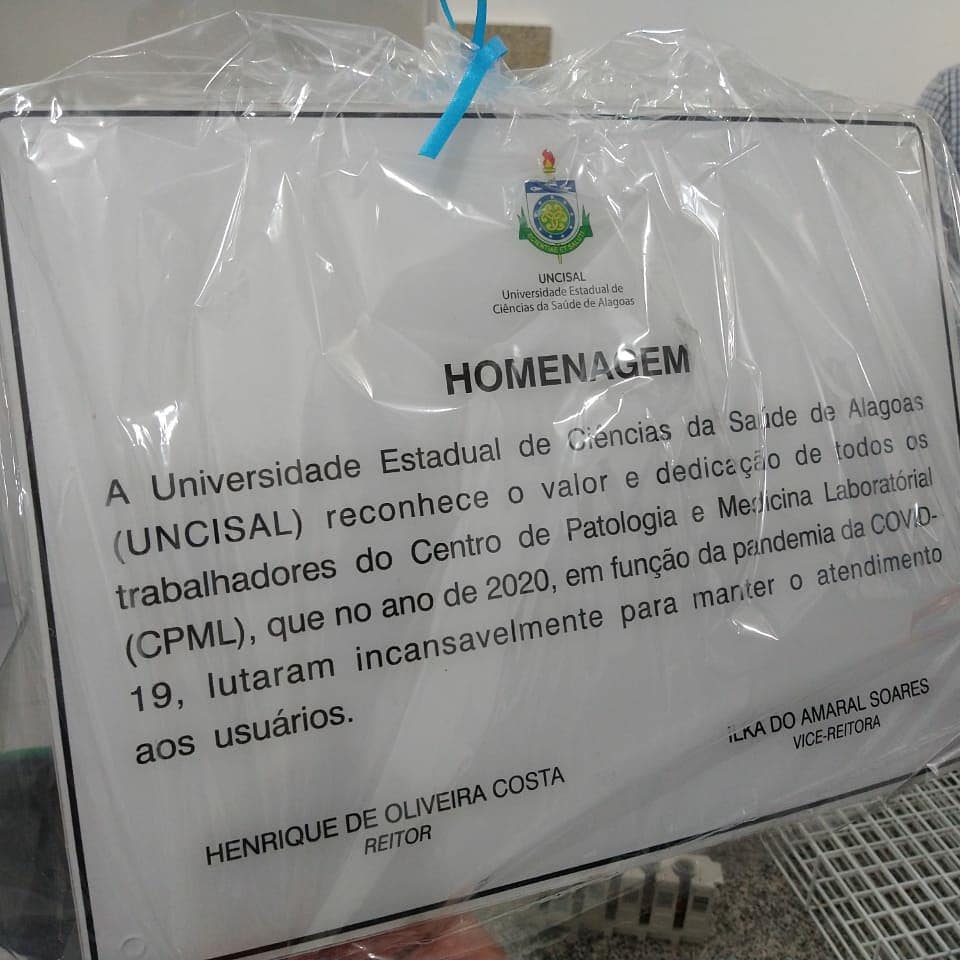 SCIENTIAE ET SALUTI
UNCISAL
Universidade Estadual de
Ciências da Saúde de Alagoas
HOMENAGEM
A Universidade Estadual de Ciências da Saúde de Alagoas
(UNCISAL) reconhece o valor e dedicação de todos os
trabalhadores do Centro de Patologia e Medicina Laboratórial
(CPML), que no ano de 2020, em função da pandemia da COVID-
19, lutaram incansavelmente para manter o atendimento
aos usuários.
HENRIQUE DE OLIVEIRA COSTA
REITOR
ILKA DO AMARAL SOARES
VICE-REITORA